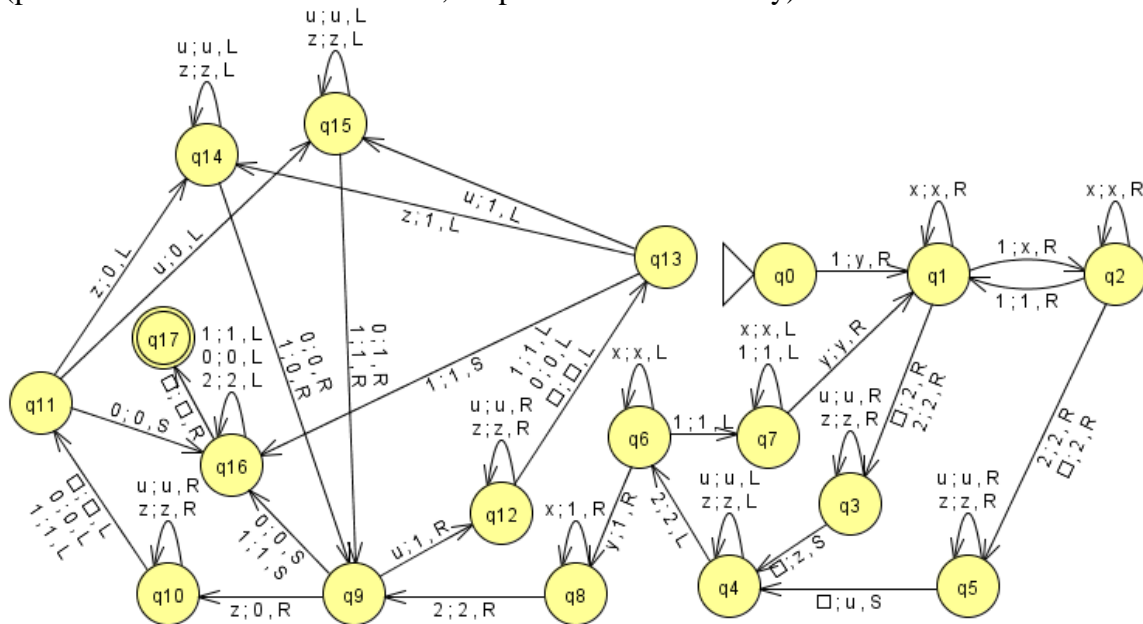 u ; u , L
z ; z , L
q14
u ; u , L
z ; z , L
q15
u ; 1 , L
z ; 1 , L
q13
z ; 0 , L
u ; 0 , L
0 ; 0 , R
1 ; 0 , R
0 ; 1 , R
1 ; 1 , R
q17
1 ; 1 , L
0 ; 0 , L
2 ; 2 , L
□ ; □ , R
q11
0 ; 0 , S
q16
1 ; 1 , S
1 ; 1 , L
0 ; 0 , L
□ ; □ , L
u ; u , R
z ; z , R
q12
□ ; □ , L
0 ; 0 , L
1 ; 1 , L
u ; u , R
z ; z , R
q10
z ; 0 , R
0 ; 0 , S
1 ; 1 , S
q9
u ; 1 , R
2 ; 2 , R
x ; 1 , R
q8
y ; 1 , R
q0
1 ; y , R
x ; x , R
q1
1 ; x , R
1 ; 1 , R
x ; x , R
q2
y ; y , R
x ; x , L
q6
1 ; 1 , L
x ; x , L
1 ; 1 , L
q7
□ ; 2 , R
2 ; 2 , R
u ; u , R
z ; z , R
q3
□ ; z , S
2 ; 2 , R
□ ; 2 , R
2 ; 2 , L
u ; u , L
z ; z , L
q4
□ ; u , S
u ; u , R
z ; z , R
q5